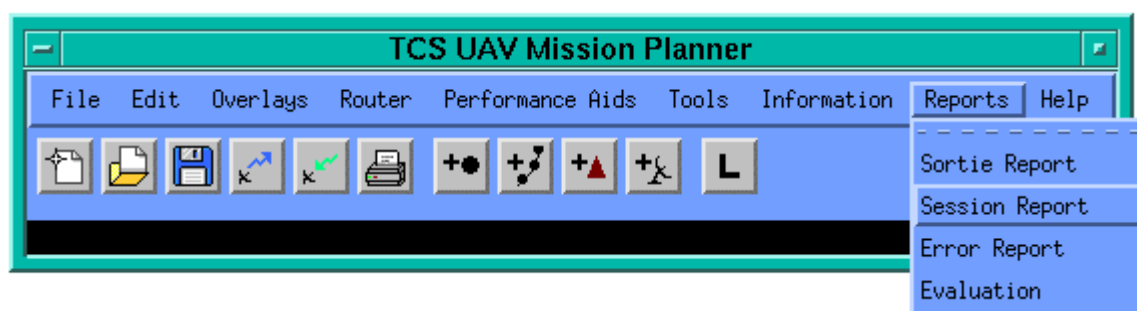 TCS UAV Mission Planner
File Edit Overlays Router Performance Aids Tools Information Reports Help
L
Sortie Report
Session Report
Error Report
Evaluation